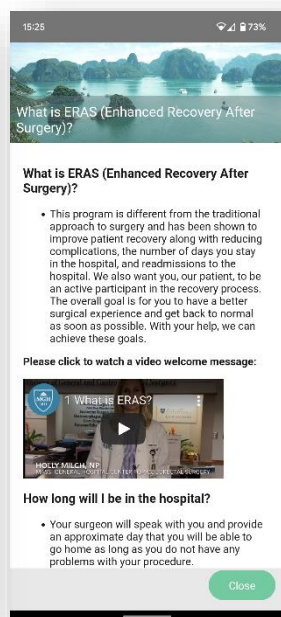 15:25
73%
What is ERAS (Enhanced Recovery After
Surgery)?
What is ERAS (Enhanced Recovery After
Surgery)?
• This program is different from the traditional
approach to surgery and has been shown to
improve patient recovery along with reducing
complications, the number of days you stay
in the hospital, and readmissions to the
hospital. We also want you, our patient, to be
an active participant in the recovery process.
The overall goal is for you to have a better
surgical experience and get back to normal
as soon as possible. With your help, we can
achieve these goals.
Please click to watch a video welcome message:
MGH
1 What is ERAS?
HOLLY MILCH, NP
How long will I be in the hospital?
• Your surgeon will speak with you and provide
an approximate day that you will be able to
go home as long as you do not have any
problems with your procedure.
Close